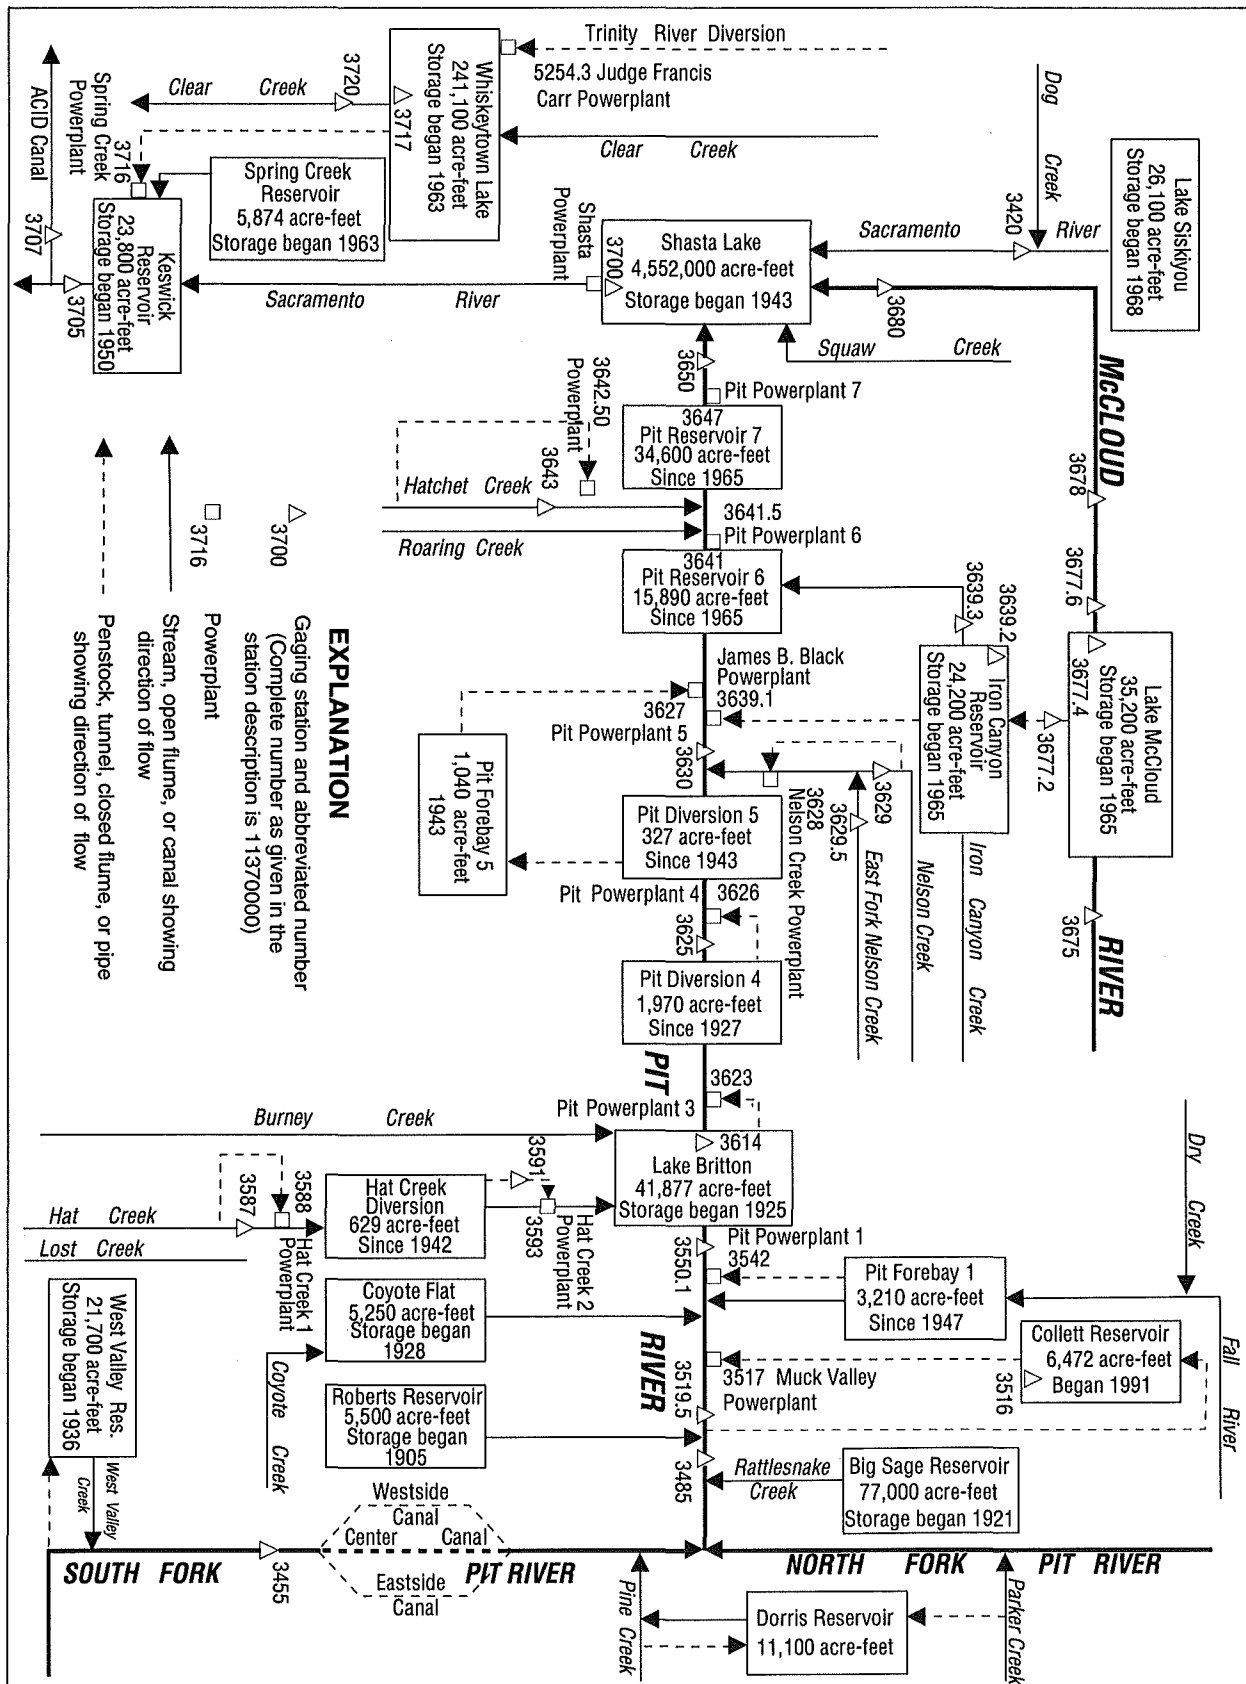 Trinity River Diversion
5254.3 Judge Francis
Carr Powerplant
Whiskeytown Lake
241,100 acre-feet
Storage began 1963
3717
3720
Clear Creek
Clear Creek
Spring Creek
Powerplant
3716
ACID Canal
3707
Spring Creek
Reservoir
5,874 acre-feet
Storage began 1963
Keswick
Reservoir
23,800 acre-feet
Storage began 1950
3705
Sacramento River
Shasta
Powerplant
3700
Shasta Lake
4,552,000 acre-feet
Storage began 1943
Dog Creek
3420
Sacramento River
Lake Siskiyou
26,100 acre-feet
Storage began 1968
3680
Squaw Creek
McCLOUD RIVER
3678
3677.6
3677.4
Lake McCloud
35,200 acre-feet
Storage began 1965
3677.2
3675
3650
Pit Powerplant 7
3647
Pit Reservoir 7
34,600 acre-feet
Since 1965
3642.50
Powerplant
3643
Hatchet Creek
Roaring Creek
3641.5
Pit Powerplant 6
3641
Pit Reservoir 6
15,890 acre-feet
Since 1965
3639.3
3639.2
Iron Canyon
Reservoir
24,200 acre-feet
Storage began 1965
Iron Canyon Creek
James B. Black
Powerplant
3639.1
3627
Pit Powerplant 5
3630
Pit Forebay 5
1,040 acre-feet
1943
Pit Diversion 5
327 acre-feet
Since 1943
3628
Nelson Creek Powerplant
3629.5
3629
East Fork Nelson Creek
Nelson Creek
Pit Powerplant 4
3626
3625
Pit Diversion 4
1,970 acre-feet
Since 1927
EXPLANATION
3700
Gaging station and abbreviated number
(Complete number as given in the
station description is 11370000)
3716
Powerplant
Stream, open flume, or canal showing
direction of flow
Penstock, tunnel, closed flume, or pipe
showing direction of flow
PIT RIVER
3623
Pit Powerplant 3
Burney Creek
3614
Lake Britton
41,877 acre-feet
Storage began 1925
3591
3593
Hat Creek 2
Powerplant
Hat Creek
Diversion
629 acre-feet
Since 1942
3587
3588
Hat Creek 1
Powerplant
Hat Creek
Lost Creek
Pit Powerplant 1
3542
3550.1
Pit Forebay 1
3,210 acre-feet
Since 1947
Dry Creek
Fall River
Collett Reservoir
6,472 acre-feet
Began 1991
3516
3517 Muck Valley
Powerplant
3519.5
Coyote Flat
5,250 acre-feet
Storage began
1928
Coyote Creek
Roberts Reservoir
5,500 acre-feet
Storage began
1905
3485
Rattlesnake
Creek
Big Sage Reservoir
77,000 acre-feet
Storage began 1921
West Valley Res.
21,700 acre-feet
Storage began 1936
West Valley
Creek
Westside
Canal
Center Canal
Eastside
Canal
SOUTH FORK PIT RIVER
3455
NORTH FORK PIT RIVER
Pine Creek
Parker Creek
Dorris Reservoir
11,100 acre-feet